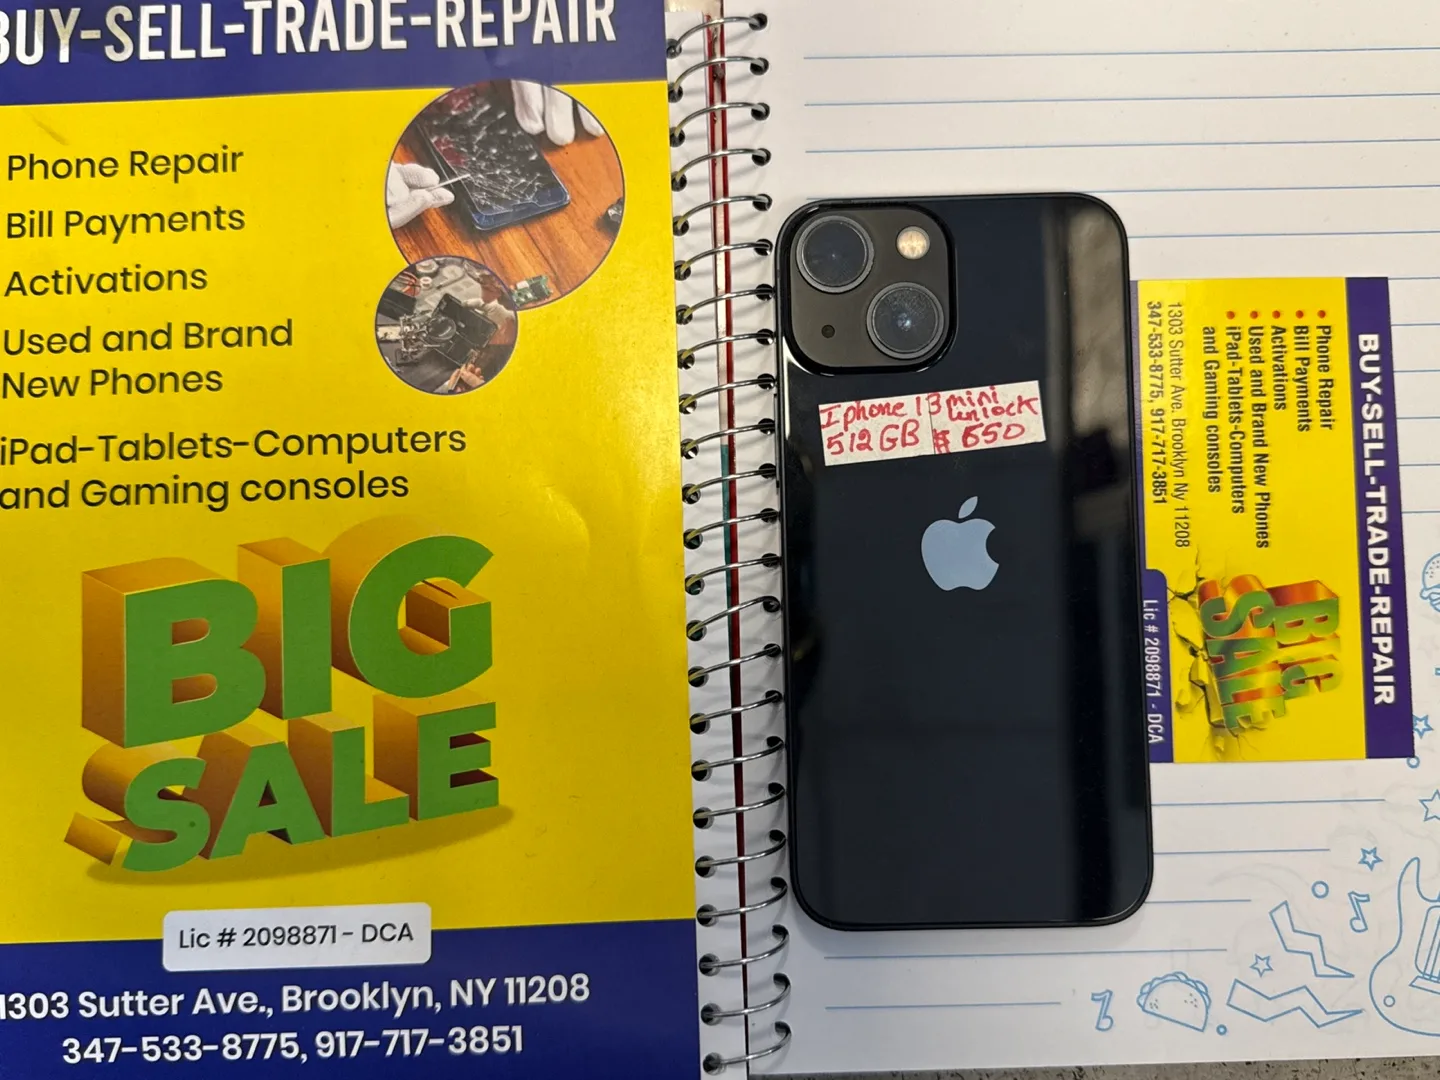 BUY-SELL-TRADE-REPAIR
Phone Repair
Bill Payments
Activations
Used and Brand
New Phones
iPad-Tablets-Computers
and Gaming consoles
BIG
SALE
Lic # 2098871 - DCA
1303 Sutter Ave., Brooklyn, NY 11208
347-533-8775, 917-717-3851
Iphone 13 mini
unlock
512 GB $ 550
BUY-SELL-TRADE-REPAIR
• Phone Repair
• Bill Payments
• Activations
• Used and Brand New Phones
• iPad-Tablets-Computers
and Gaming consoles
1303 Sutter Ave. Brooklyn Ny 11208
347-533-8775, 917-717-3851
BIG
SALE
Lic # 2098871 - DCA